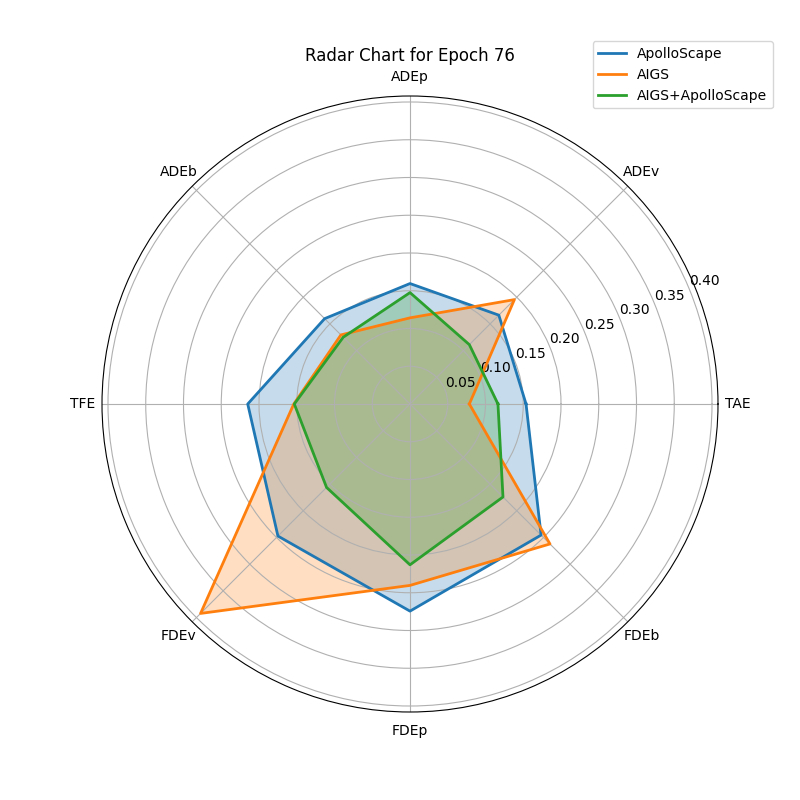 Radar Chart for Epoch 76
ApolloScape
AIGS
AIGS+ApolloScape
ADEp
ADEb
ADEv
TFE
TAE
FDEv
FDEb
FDEp
0.05
0.10
0.15
0.20
0.25
0.30
0.35
0.40